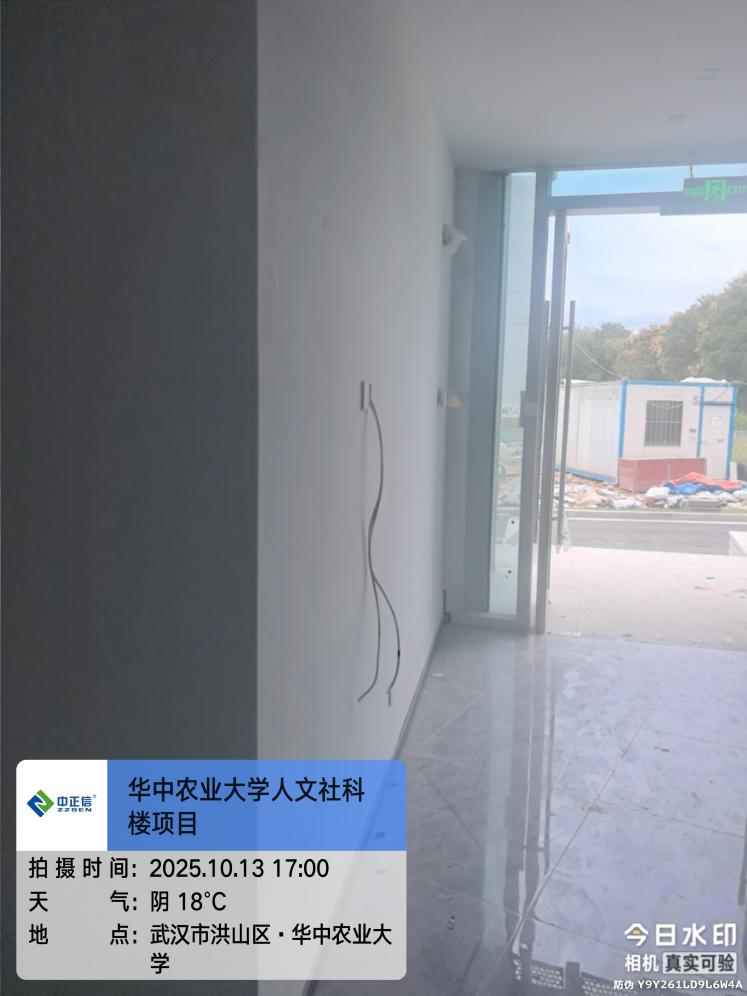 EXIT
中正信
ZZSEN
华中农业大学人文社科
楼项目
拍摄时间: 2025.10.13 17:00
天气: 阴 18°C
地点: 武汉市洪山区·华中农业大
学
今日水印
相机 真实可验
防伪 Y9Y261LD9L6W4A